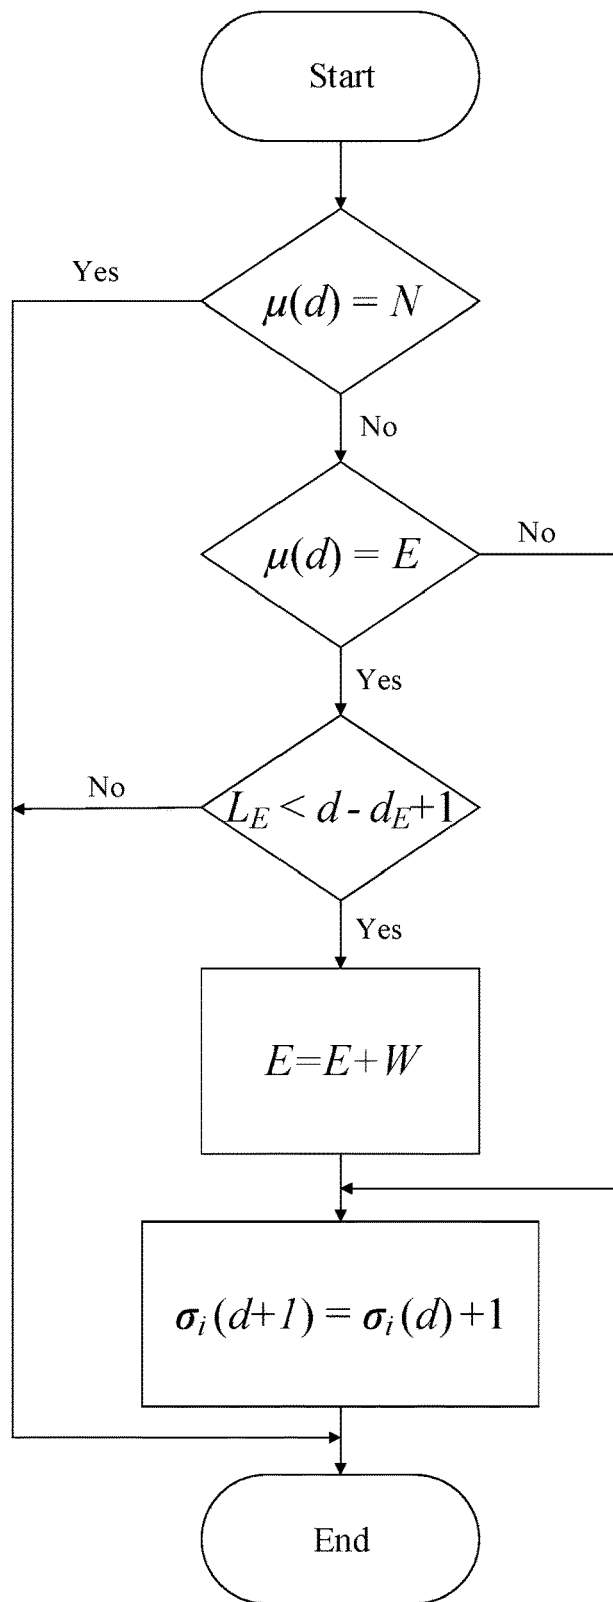 Start
Yes
μ(d) = N
No
μ(d) = E
No
Yes
No
L_E < d - d_E+1
Yes
E=E+W
σ_i(d+1) = σ_i(d)+1
End